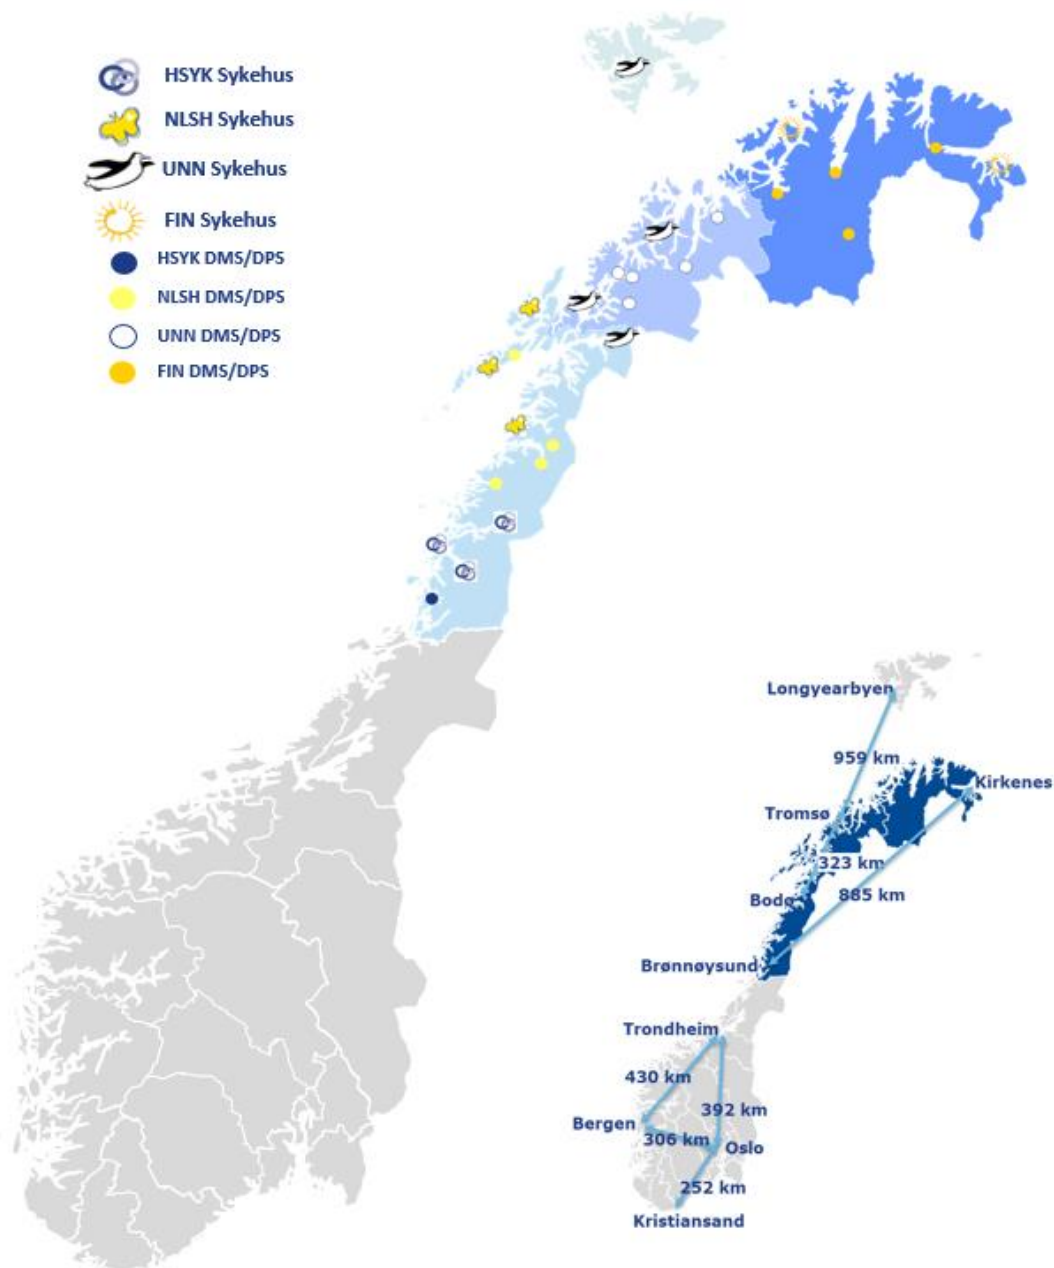 HSYK Sykehus
NLSH Sykehus
UNN Sykehus
FIN Sykehus
HSYK DMS/DPS
NLSH DMS/DPS
UNN DMS/DPS
FIN DMS/DPS
Longyearbyen
959 km
Kirkenes
Tromsø
323 km
885 km
Bodø
Brønnøysund
Trondheim
430 km
392 km
Bergen
306 km
Oslo
252 km
Kristiansand